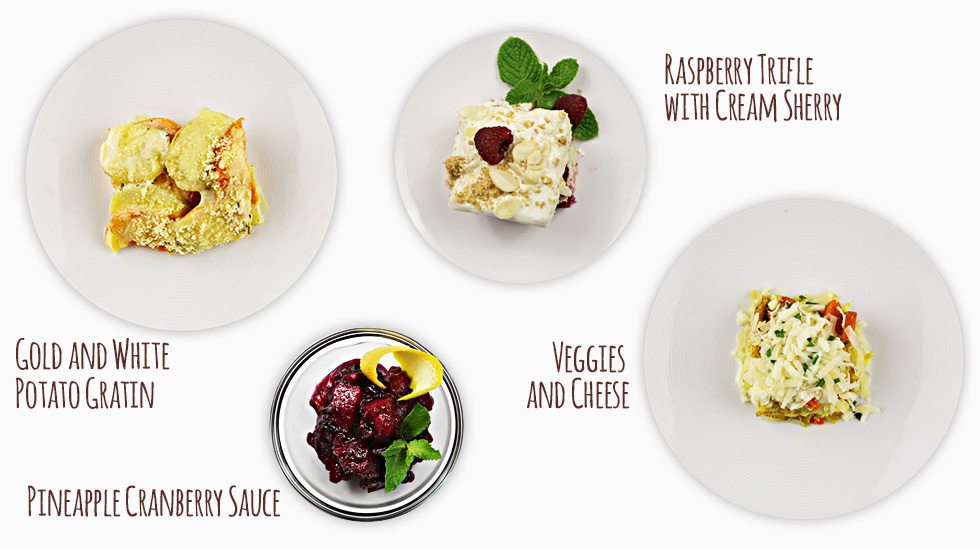 Raspberry Trifle
with Cream Sherry
Gold and White
Potato Gratin
Veggies
and Cheese
Pineapple Cranberry Sauce